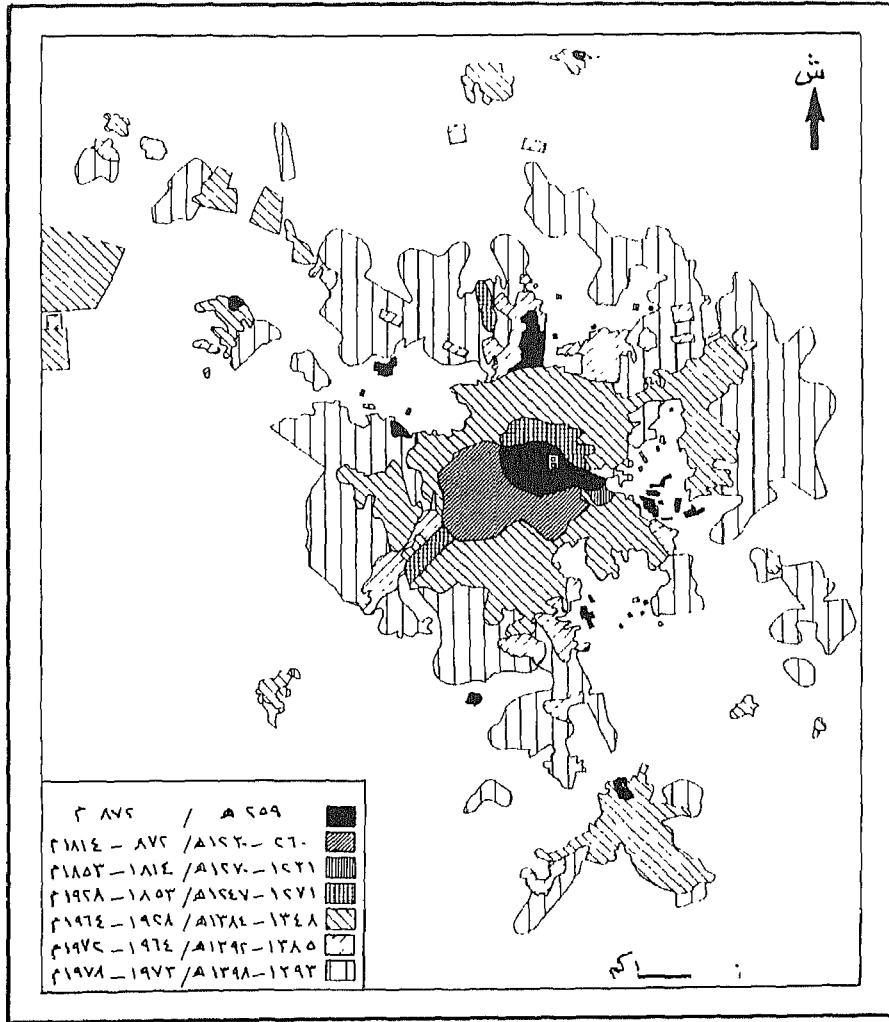 ش
٢٥٩ هـ / ٨٧٢ م
٢٦٠-١٢٣٠هـ/ ٨٧٢ - ١٨١٤م
١٢٣١-١٢٧٠هـ/ ١٨١٤ - ١٨٥٣م
١٢٧١-١٢٤٧هـ/ ١٨٥٣ - ١٩٢٨م
١٣٤٨-١٣٨٤هـ/ ١٩٢٨ - ١٩٦٤م
١٣٨٥-١٣٩٢هـ/ ١٩٦٤ - ١٩٧٢م
١٣٩٣-١٣٩٨هـ/ ١٩٧٣ - ١٩٧٨م
٠ ١كم